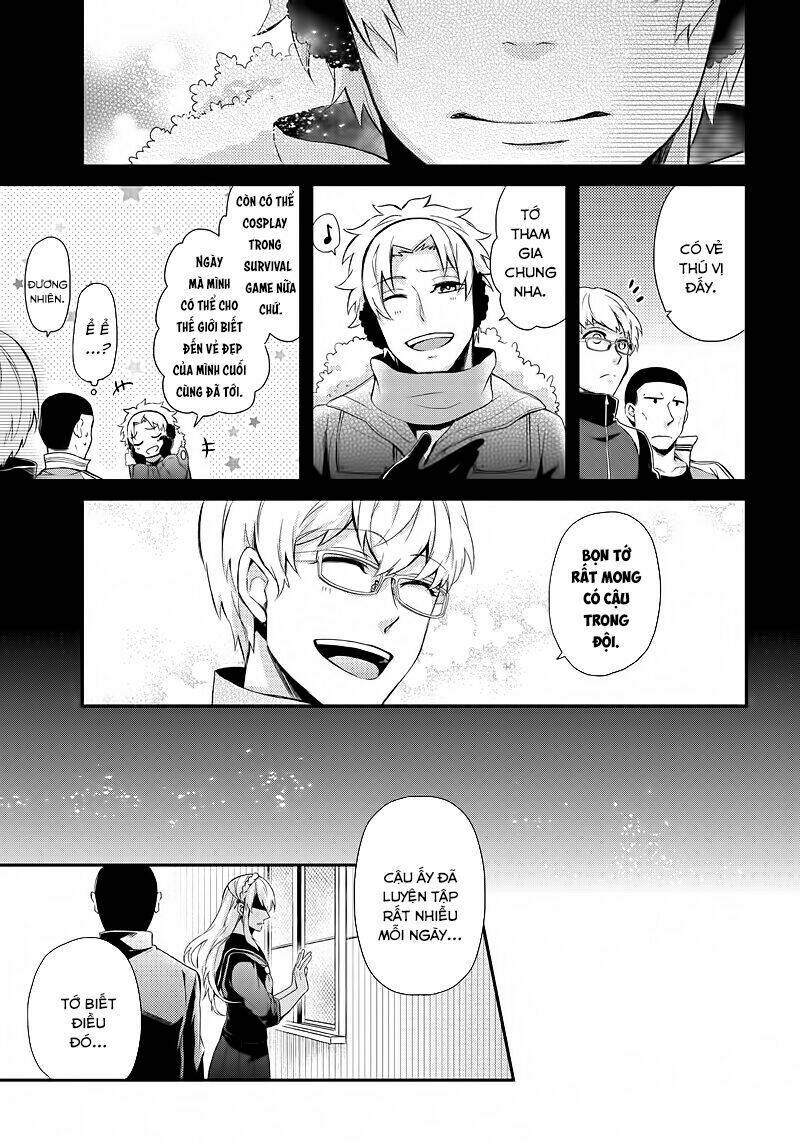 CÓ VẺ
THÚ VỊ
ĐẤY.
TỚ
THAM
GIA
CHUNG
NHA.
♪
CÒN CÓ THỂ
COSPLAY
TRONG
SURVIVAL
GAME NỮA
CHỨ.
NGÀY
MÀ MÌNH
CÓ THỂ CHO
THẾ GIỚI BIẾT
ĐẾN VẺ ĐẸP
CỦA MÌNH CUỐI
CÙNG ĐÃ TỚI.
Ể Ể
...?
ĐƯƠNG
NHIÊN.
BỌN TỚ
RẤT MONG
CÓ CẬU
TRONG
ĐỘI.
CẬU ẤY ĐÃ
LUYỆN TẬP
RẤT NHIỀU
MỖI NGÀY...
TỚ BIẾT
ĐIỀU
ĐÓ...